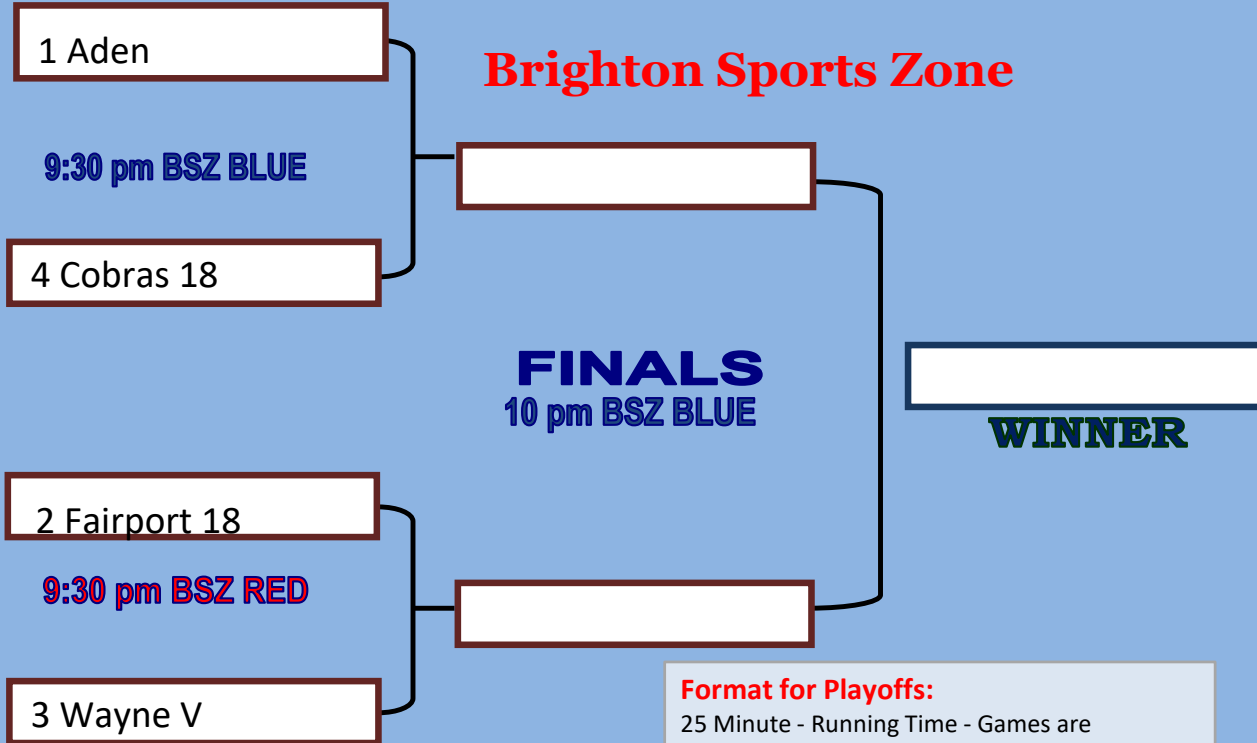 1 Aden
Brighton Sports Zone
9:30 pm BSZ BLUE
4 Cobras 18
FINALS
10 pm BSZ BLUE
WINNER
2 Fairport 18
9:30 pm BSZ RED
3 Wayne V
Format for Playoffs:
25 Minute - Running Time - Games are